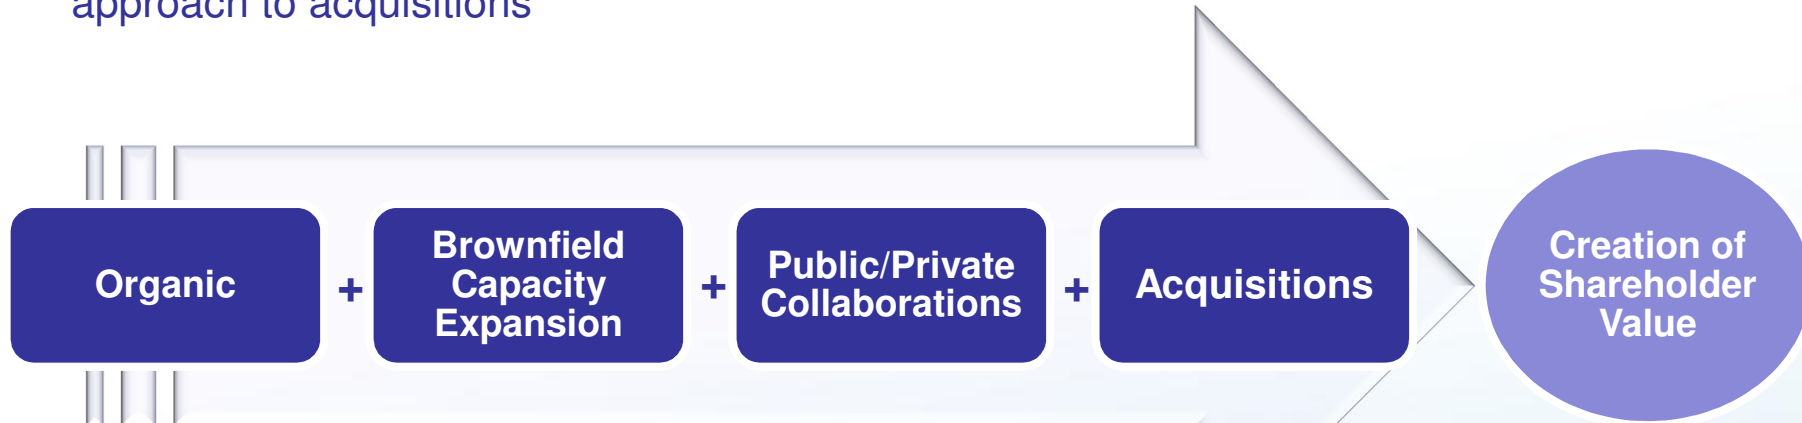 approach to acquisitions
Organic
+
Brownfield
Capacity
Expansion
+
Public/Private
Collaborations
+
Acquisitions
Creation of
Shareholder
Value